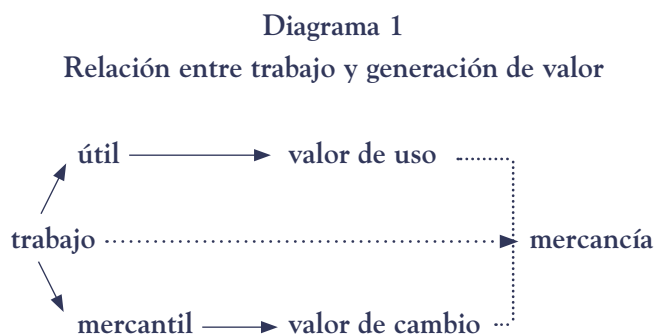 Diagrama 1
Relación entre trabajo y generación de valor
útil
valor de uso
trabajo
mercancía
mercantil
valor de cambio